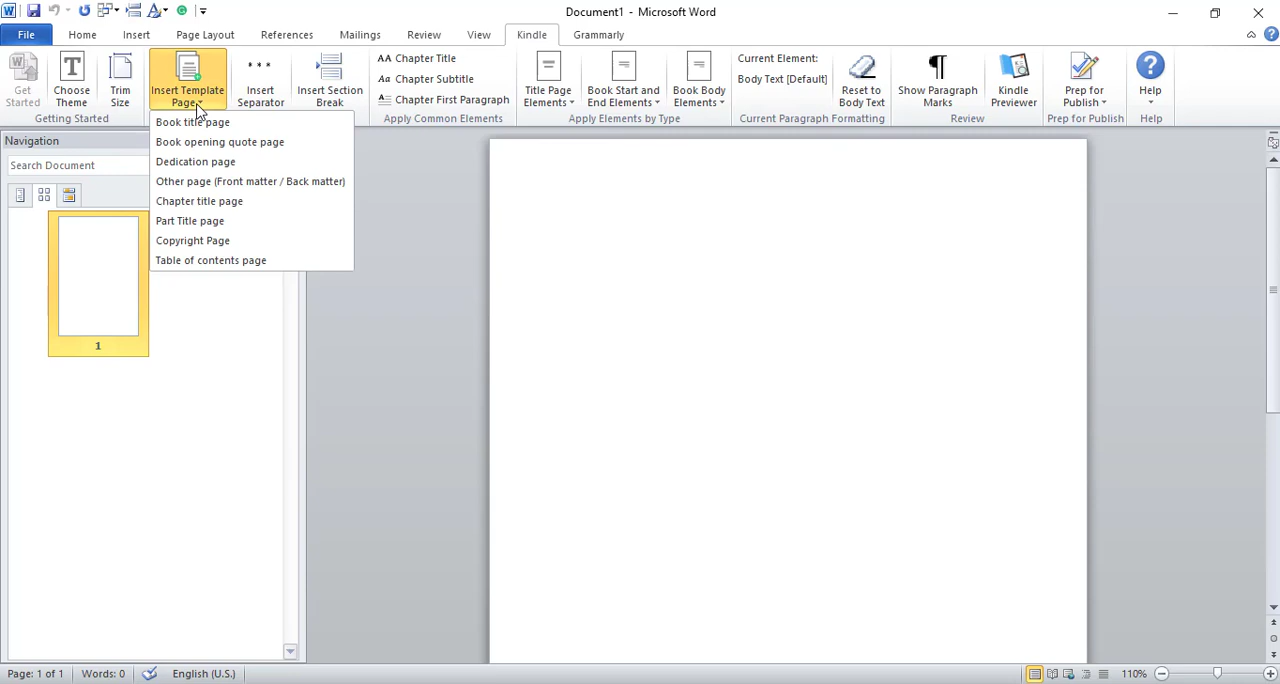 Document1 - Microsoft Word
File Home Insert Page Layout References Mailings Review View Kindle Grammarly
Get Started
Choose Theme
Trim Size
Getting Started
Insert Template Page
Insert Separator
Insert Section Break
AA Chapter Title
Aa Chapter Subtitle
Chapter First Paragraph
Apply Common Elements
Title Page Elements
Book Start and End Elements
Book Body Elements
Apply Elements by Type
Current Element:
Body Text [Default]
Reset to Body Text
Current Paragraph Formatting
Show Paragraph Marks
Kindle Previewer
Review
Prep for Publish
Prep for Publish
Help
Help
Book title page
Book opening quote page
Dedication page
Other page (Front matter / Back matter)
Chapter title page
Part Title page
Copyright Page
Table of contents page
Navigation
Search Document
1
Page: 1 of 1 Words: 0 English (U.S.) 110%